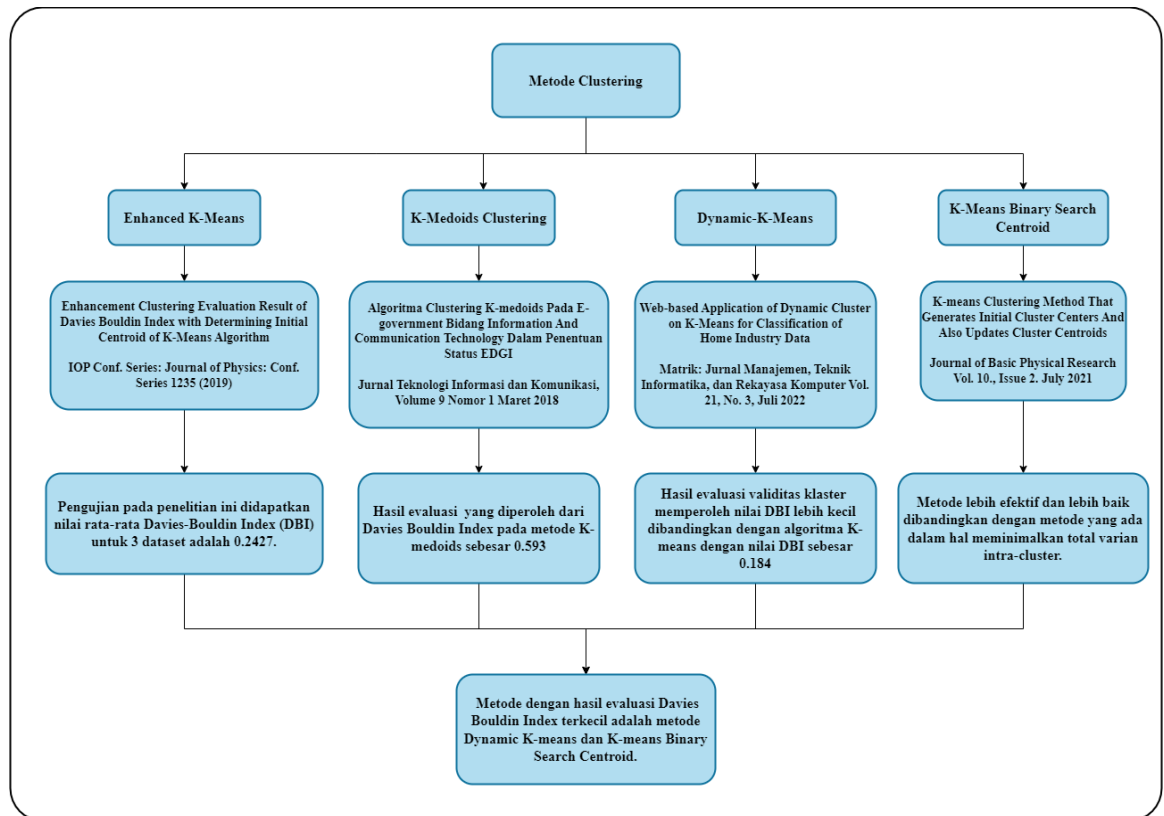 Metode Clustering
Enhanced K-Means
K-Medoids Clustering
Dynamic-K-Means
K-Means Binary Search
Centroid
Enhancement Clustering Evaluation Result of
Davies Bouldin Index with Determining Initial
Centroid of K-Means Algorithm
IOP Conf. Series: Journal of Physics: Conf.
Series 1235 (2019)
Algoritma Clustering K-medoids Pada E-
government Bidang Information And
Communication Technology Dalam Penentuan
Status EDGI
Jurnal Teknologi Informasi dan Komunikasi,
Volume 9 Nomor 1 Maret 2018
Web-based Application of Dynamic Cluster
on K-Means for Classification of
Home Industry Data
Matrik: Jurnal Manajemen, Teknik
Informatika, dan Rekayasa Komputer Vol.
21, No. 3, Juli 2022
K-means Clustering Method That
Generates Initial Cluster Centers And
Also Updates Cluster Centroids
Journal of Basic Physical Research
Vol. 10., Issue 2. July 2021
Pengujian pada penelitian ini didapatkan
nilai rata-rata Davies-Bouldin Index (DBI)
untuk 3 dataset adalah 0.2427.
Hasil evaluasi yang diperoleh dari
Davies Bouldin Index pada metode K-
medoids sebesar 0.593
Hasil evaluasi validitas klaster
memperoleh nilai DBI lebih kecil
dibandingkan dengan algoritma K-
means dengan nilai DBI sebesar
0.184
Metode lebih efektif dan lebih baik
dibandingkan dengan metode yang ada
dalam hal meminimalkan total varian
intra-cluster.
Metode dengan hasil evaluasi Davies
Bouldin Index terkecil adalah metode
Dynamic K-means dan K-means Binary
Search Centroid.